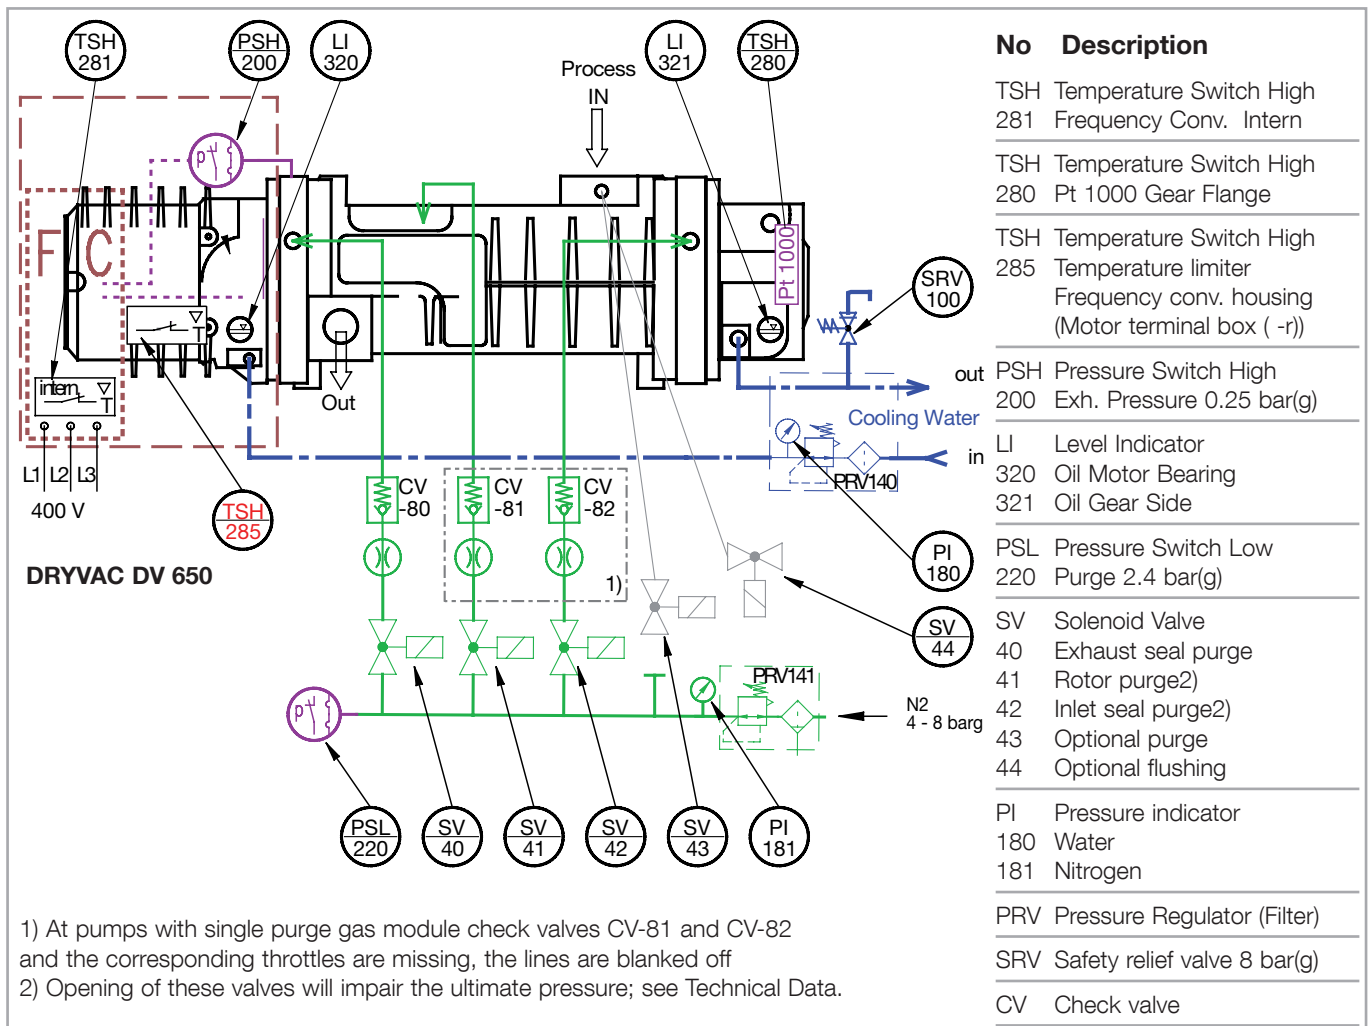 TSH
281
PSH
200
LI
320
LI
321
TSH
280
Process
IN
p
F C
Pt 1000
T
intern
T
Out
SRV
100
out
Cooling Water
in
PRV140
L1 L2 L3
400 V
TSH
285
DRYVAC DV 650
CV
-80
CV
-81
CV
-82
1)
PI
180
SV
44
PRV141
N2
4 - 8 barg
p
PSL
220
SV
40
SV
41
SV
42
SV
43
PI
181
1) At pumps with single purge gas module check valves CV-81 and CV-82
and the corresponding throttles are missing, the lines are blanked off
2) Opening of these valves will impair the ultimate pressure; see Technical Data.
No Description
TSH Temperature Switch High
281 Frequency Conv. Intern
TSH Temperature Switch High
280 Pt 1000 Gear Flange
TSH Temperature Switch High
285 Temperature limiter
Frequency conv. housing
(Motor terminal box ( -r))
PSH Pressure Switch High
200 Exh. Pressure 0.25 bar(g)
LI Level Indicator
320 Oil Motor Bearing
321 Oil Gear Side
PSL Pressure Switch Low
220 Purge 2.4 bar(g)
SV Solenoid Valve
40 Exhaust seal purge
41 Rotor purge2)
42 Inlet seal purge2)
43 Optional purge
44 Optional flushing
PI Pressure indicator
180 Water
181 Nitrogen
PRV Pressure Regulator (Filter)
SRV Safety relief valve 8 bar(g)
CV Check valve